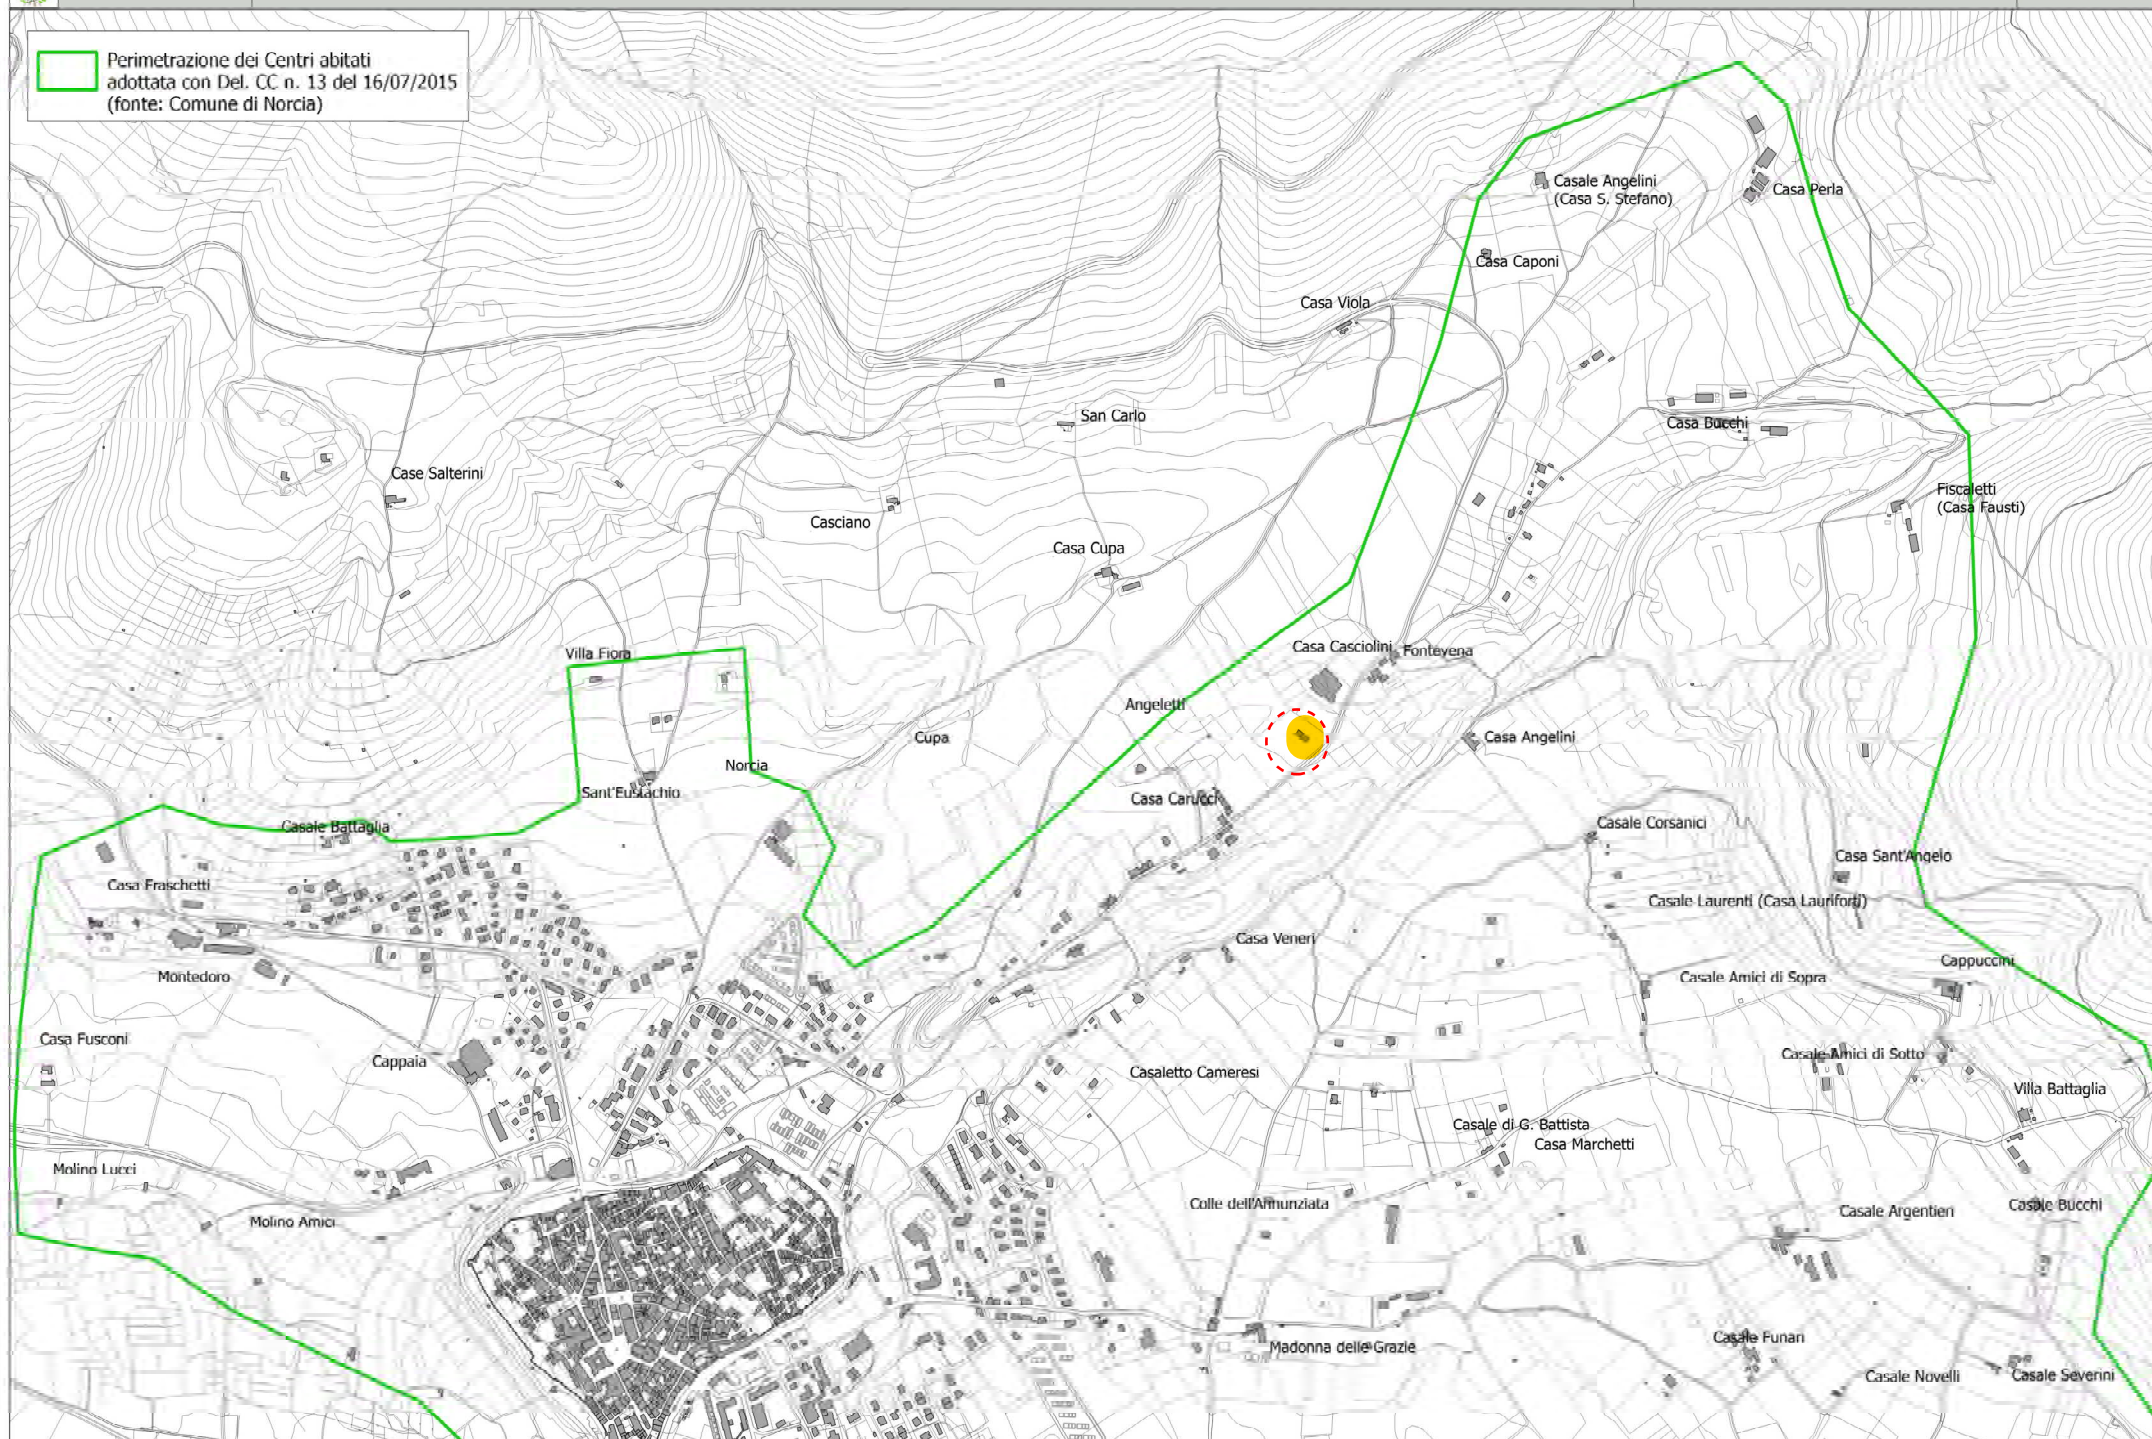 Perimetrazione dei Centri abitati
adottata con Del. CC n. 13 del 16/07/2015
(fonte: Comune di Norcia)
Casale Angelini
(Casa S. Stefano)
Casa Perla
Casa Caponi
Casa Viola
San Carlo
Casa Bucchi
Case Salterini
Fiscaletti
(Casa Fausti)
Casciano
Casa Cupa
Villa Fiora
Casa Casciolini
Fontevena
Angeletti
Cupa
Casa Angelini
Norcia
Sant'Eustachio
Casa Carucci
Casale Battaglia
Casale Corsanici
Casa Sant'Angelo
Casa Fraschetti
Casale Laurenti (Casa Lauriforti)
Casa Veneri
Cappuccini
Montedoro
Casale Amici di Sopra
Casa Fusconi
Cappaia
Casale Amici di Sotto
Casaletto Cameresi
Villa Battaglia
Casale di G. Battista
Casa Marchetti
Molino Lucci
Colle dell'Annunziata
Casale Bucchi
Casale Argentieri
Molino Amici
Casale Funari
Madonna delle Grazie
Casale Novelli
Casale Severini